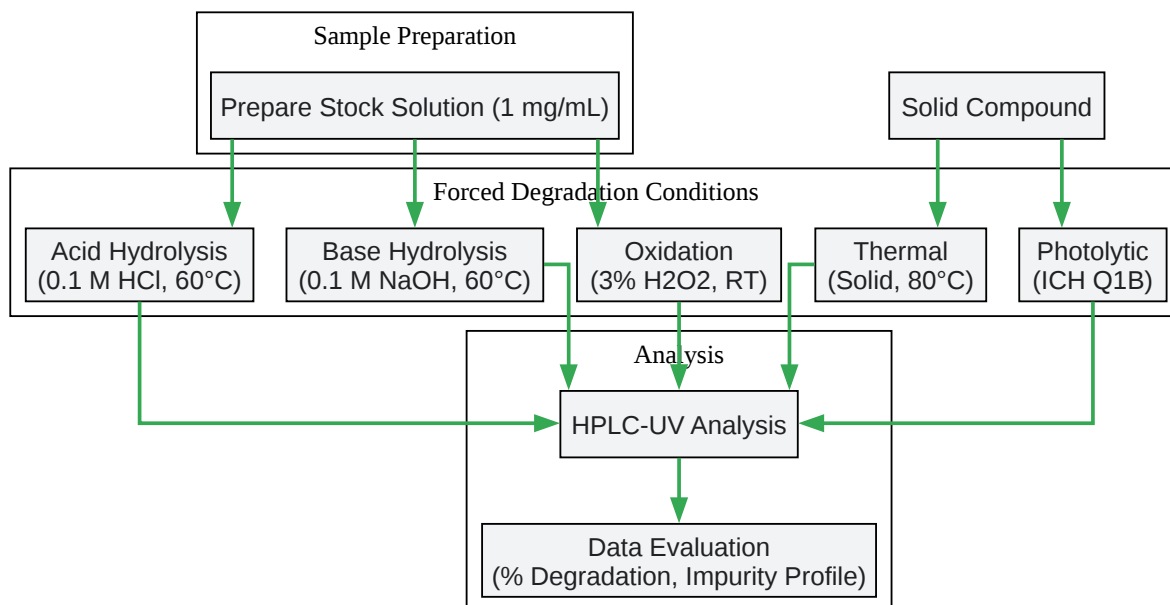 Sample Preparation
Prepare Stock Solution (1 mg/mL)
Solid Compound
Forced Degradation Conditions
Acid Hydrolysis
(0.1 M HCl, 60°C)
Base Hydrolysis
(0.1 M NaOH, 60°C)
Oxidation
(3% H2O2, RT)
Thermal
(Solid, 80°C)
Photolytic
(ICH Q1B)
Analysis
HPLC-UV Analysis
Data Evaluation
(% Degradation, Impurity Profile)